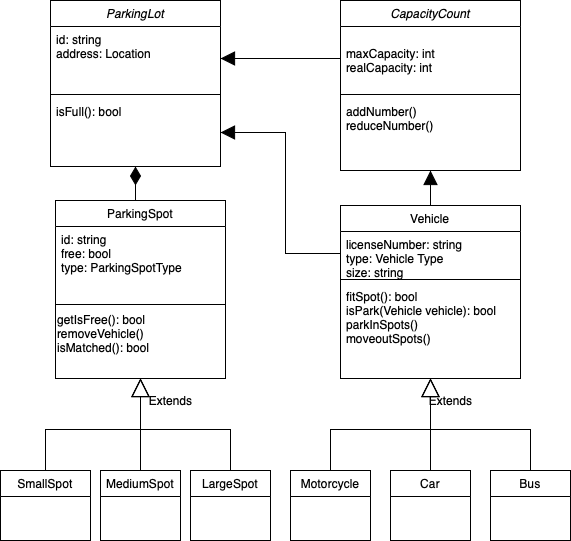 ParkingLot
id: string
address: Location
isFull(): bool
CapacityCount
maxCapacity: int
realCapacity: int
addNumber()
reduceNumber()
ParkingSpot
id: string
free: bool
type: ParkingSpotType
getIsFree(): bool
removeVehicle()
isMatched(): bool
Vehicle
licenseNumber: string
type: Vehicle Type
size: string
fitSpot(): bool
isPark(Vehicle vehicle): bool
parkInSpots()
moveoutSpots()
Extends
Extends
SmallSpot
MediumSpot
LargeSpot
Motorcycle
Car
Bus